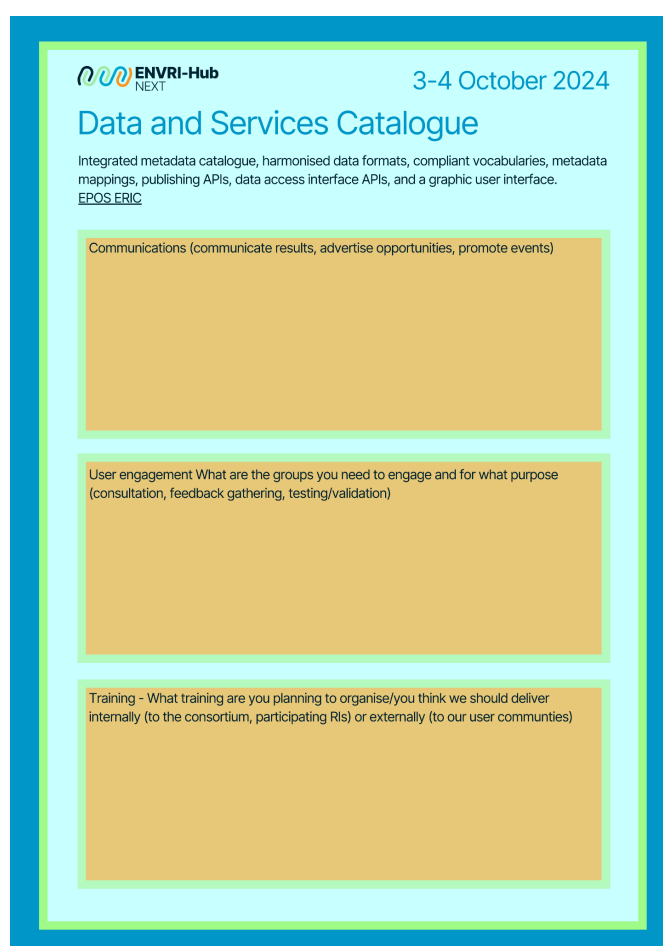 ENVRI-Hub
NEXT
3-4 October 2024
Data and Services Catalogue
Integrated metadata catalogue, harmonised data formats, compliant vocabularies, metadata
mappings, publishing APIs, data access interface APIs, and a graphic user interface.
EPOS ERIC
Communications (communicate results, advertise opportunities, promote events)
User engagement What are the groups you need to engage and for what purpose
(consultation, feedback gathering, testing/validation)
Training - What training are you planning to organise/you think we should deliver
internally (to the consortium, participating RIs) or externally (to our user communties)